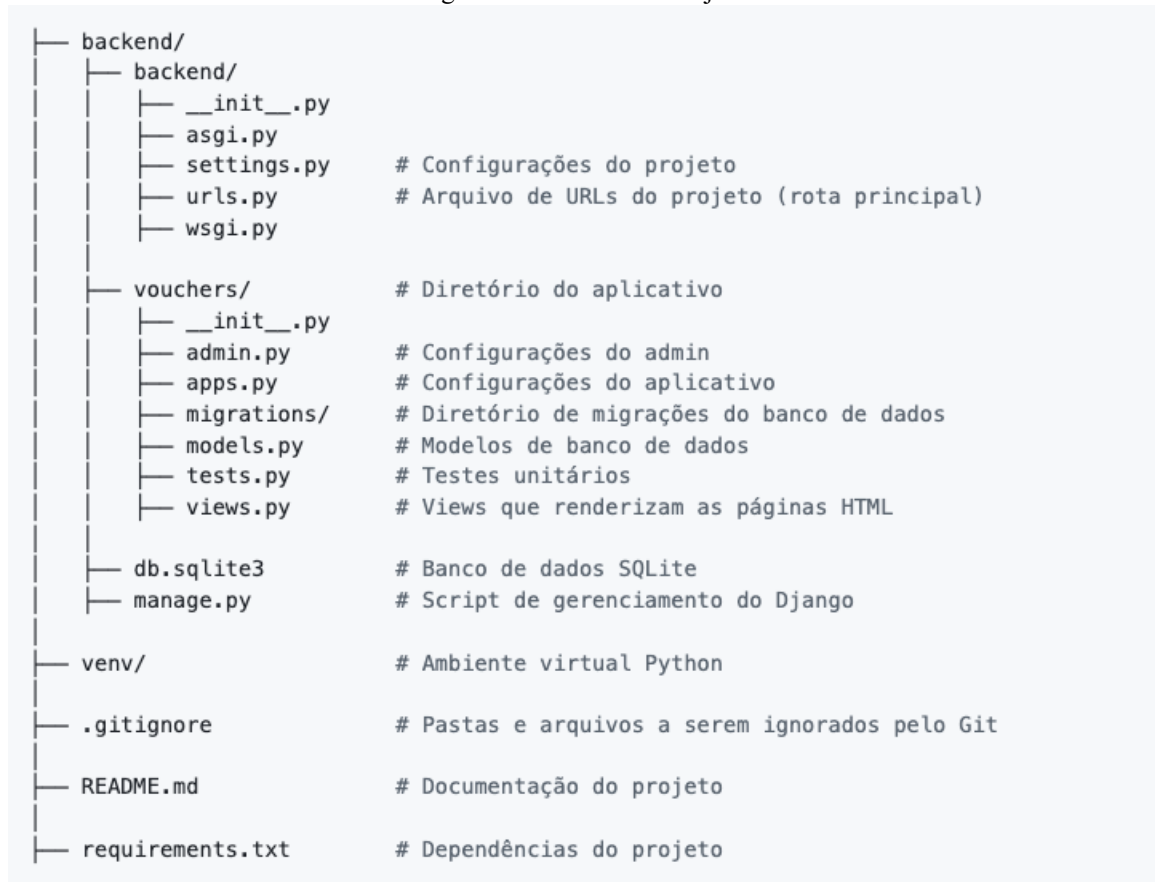 ├── backend/
│   ├── backend/
│   │   ├── __init__.py
│   │   ├── asgi.py
│   │   ├── settings.py     # Configurações do projeto
│   │   ├── urls.py         # Arquivo de URLs do projeto (rota principal)
│   │   ├── wsgi.py
│   │
│   ├── vouchers/           # Diretório do aplicativo
│   │   ├── __init__.py
│   │   ├── admin.py        # Configurações do admin
│   │   ├── apps.py         # Configurações do aplicativo
│   │   ├── migrations/     # Diretório de migrações do banco de dados
│   │   ├── models.py       # Modelos de banco de dados
│   │   ├── tests.py        # Testes unitários
│   │   ├── views.py        # Views que renderizam as páginas HTML
│   │
│   ├── db.sqlite3          # Banco de dados SQLite
│   ├── manage.py           # Script de gerenciamento do Django
│
├── venv/                   # Ambiente virtual Python
│
├── .gitignore              # Pastas e arquivos a serem ignorados pelo Git
│
├── README.md               # Documentação do projeto
│
├── requirements.txt        # Dependências do projeto